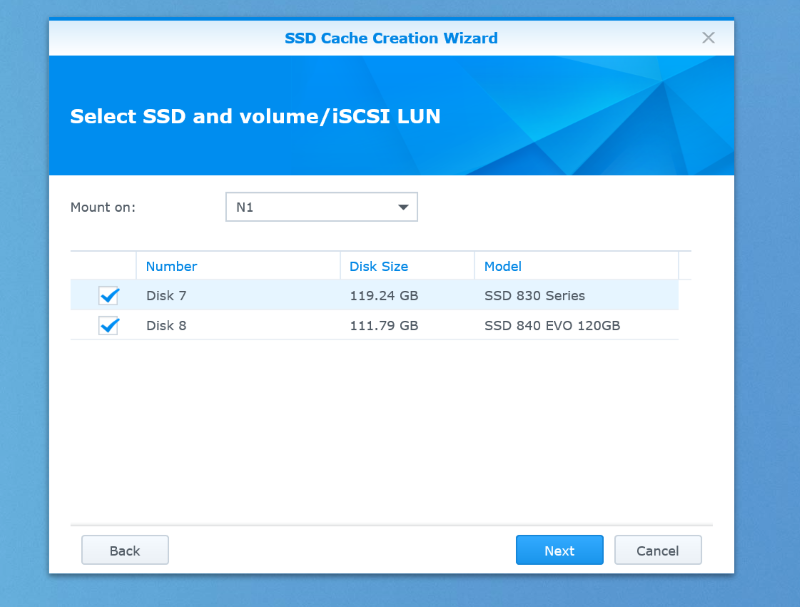 SSD Cache Creation Wizard
Select SSD and volume/iSCSI LUN
Mount on: N1
Number Disk Size Model
Disk 7 119.24 GB SSD 830 Series
Disk 8 111.79 GB SSD 840 EVO 120GB
Back Next Cancel